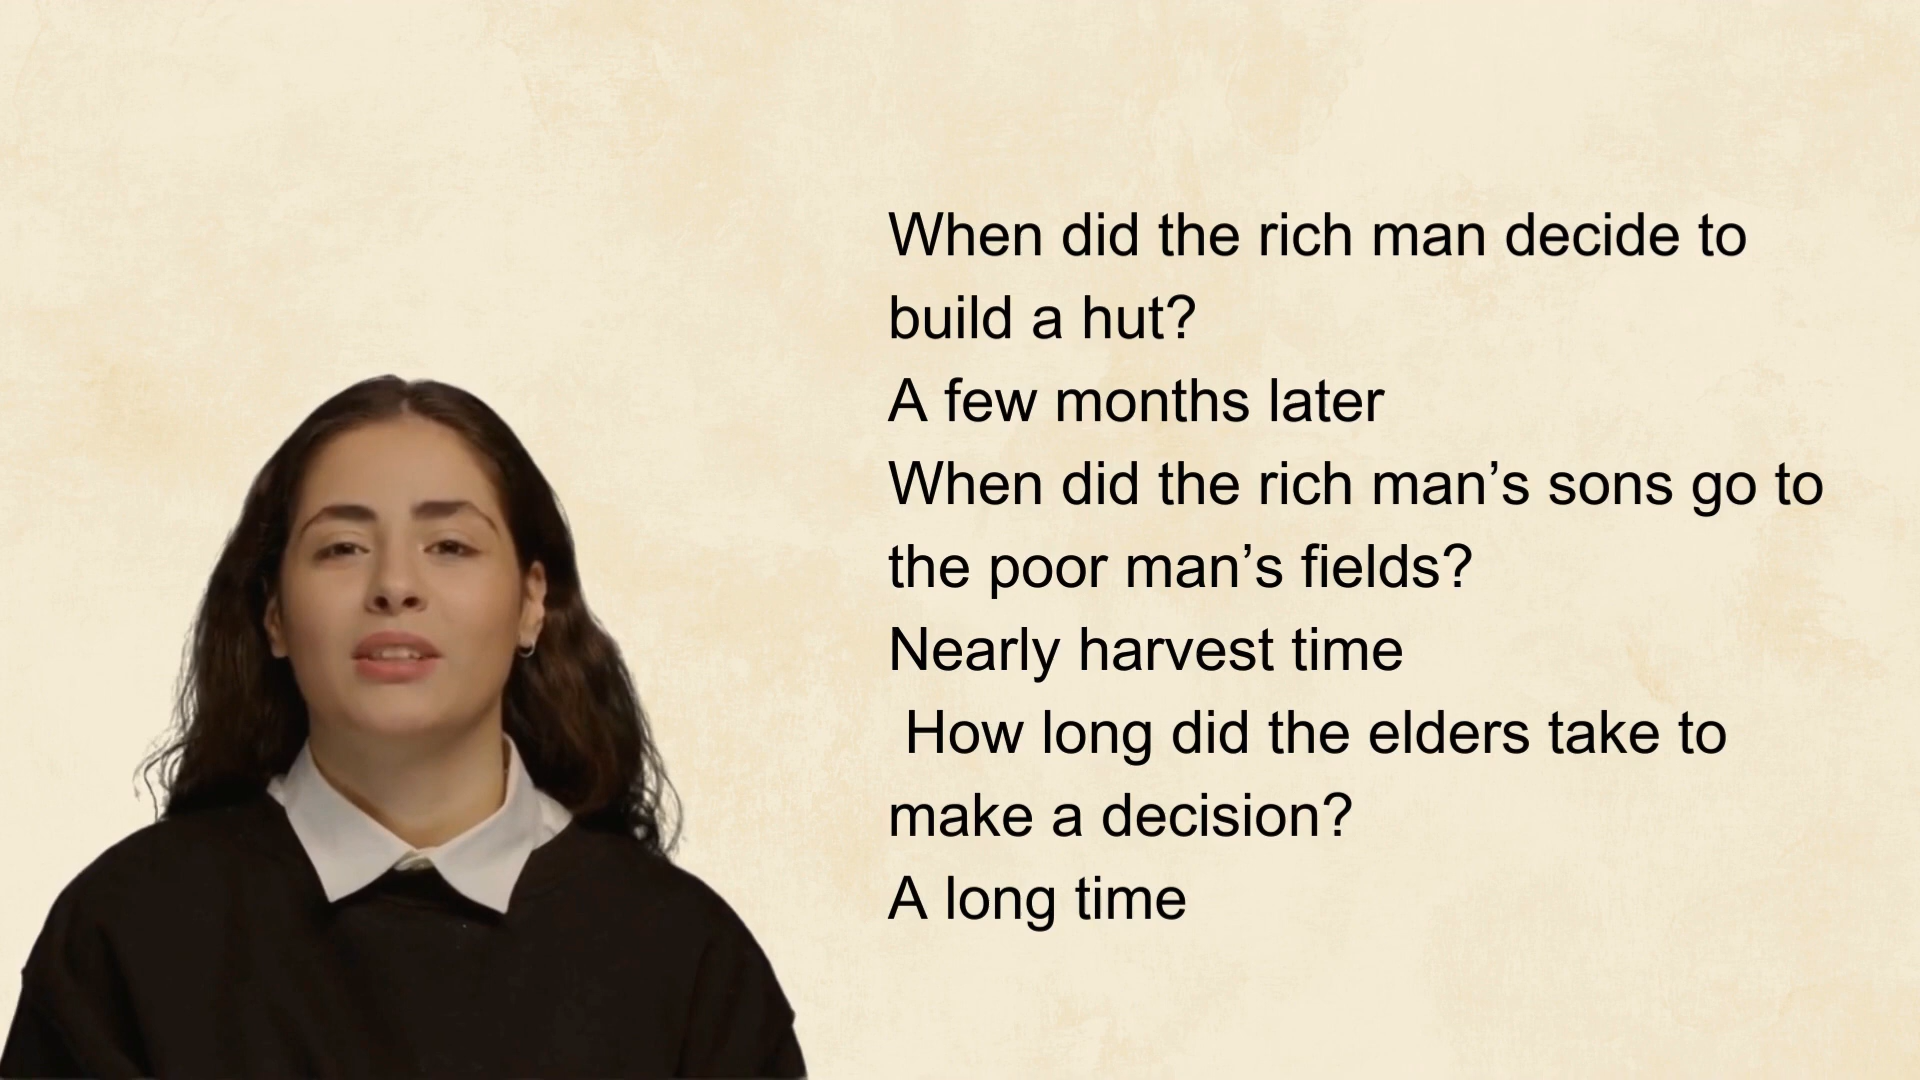 When did the rich man decide to
build a hut?
A few months later
When did the rich man’s sons go to
the poor man’s fields?
Nearly harvest time
How long did the elders take to
make a decision?
A long time